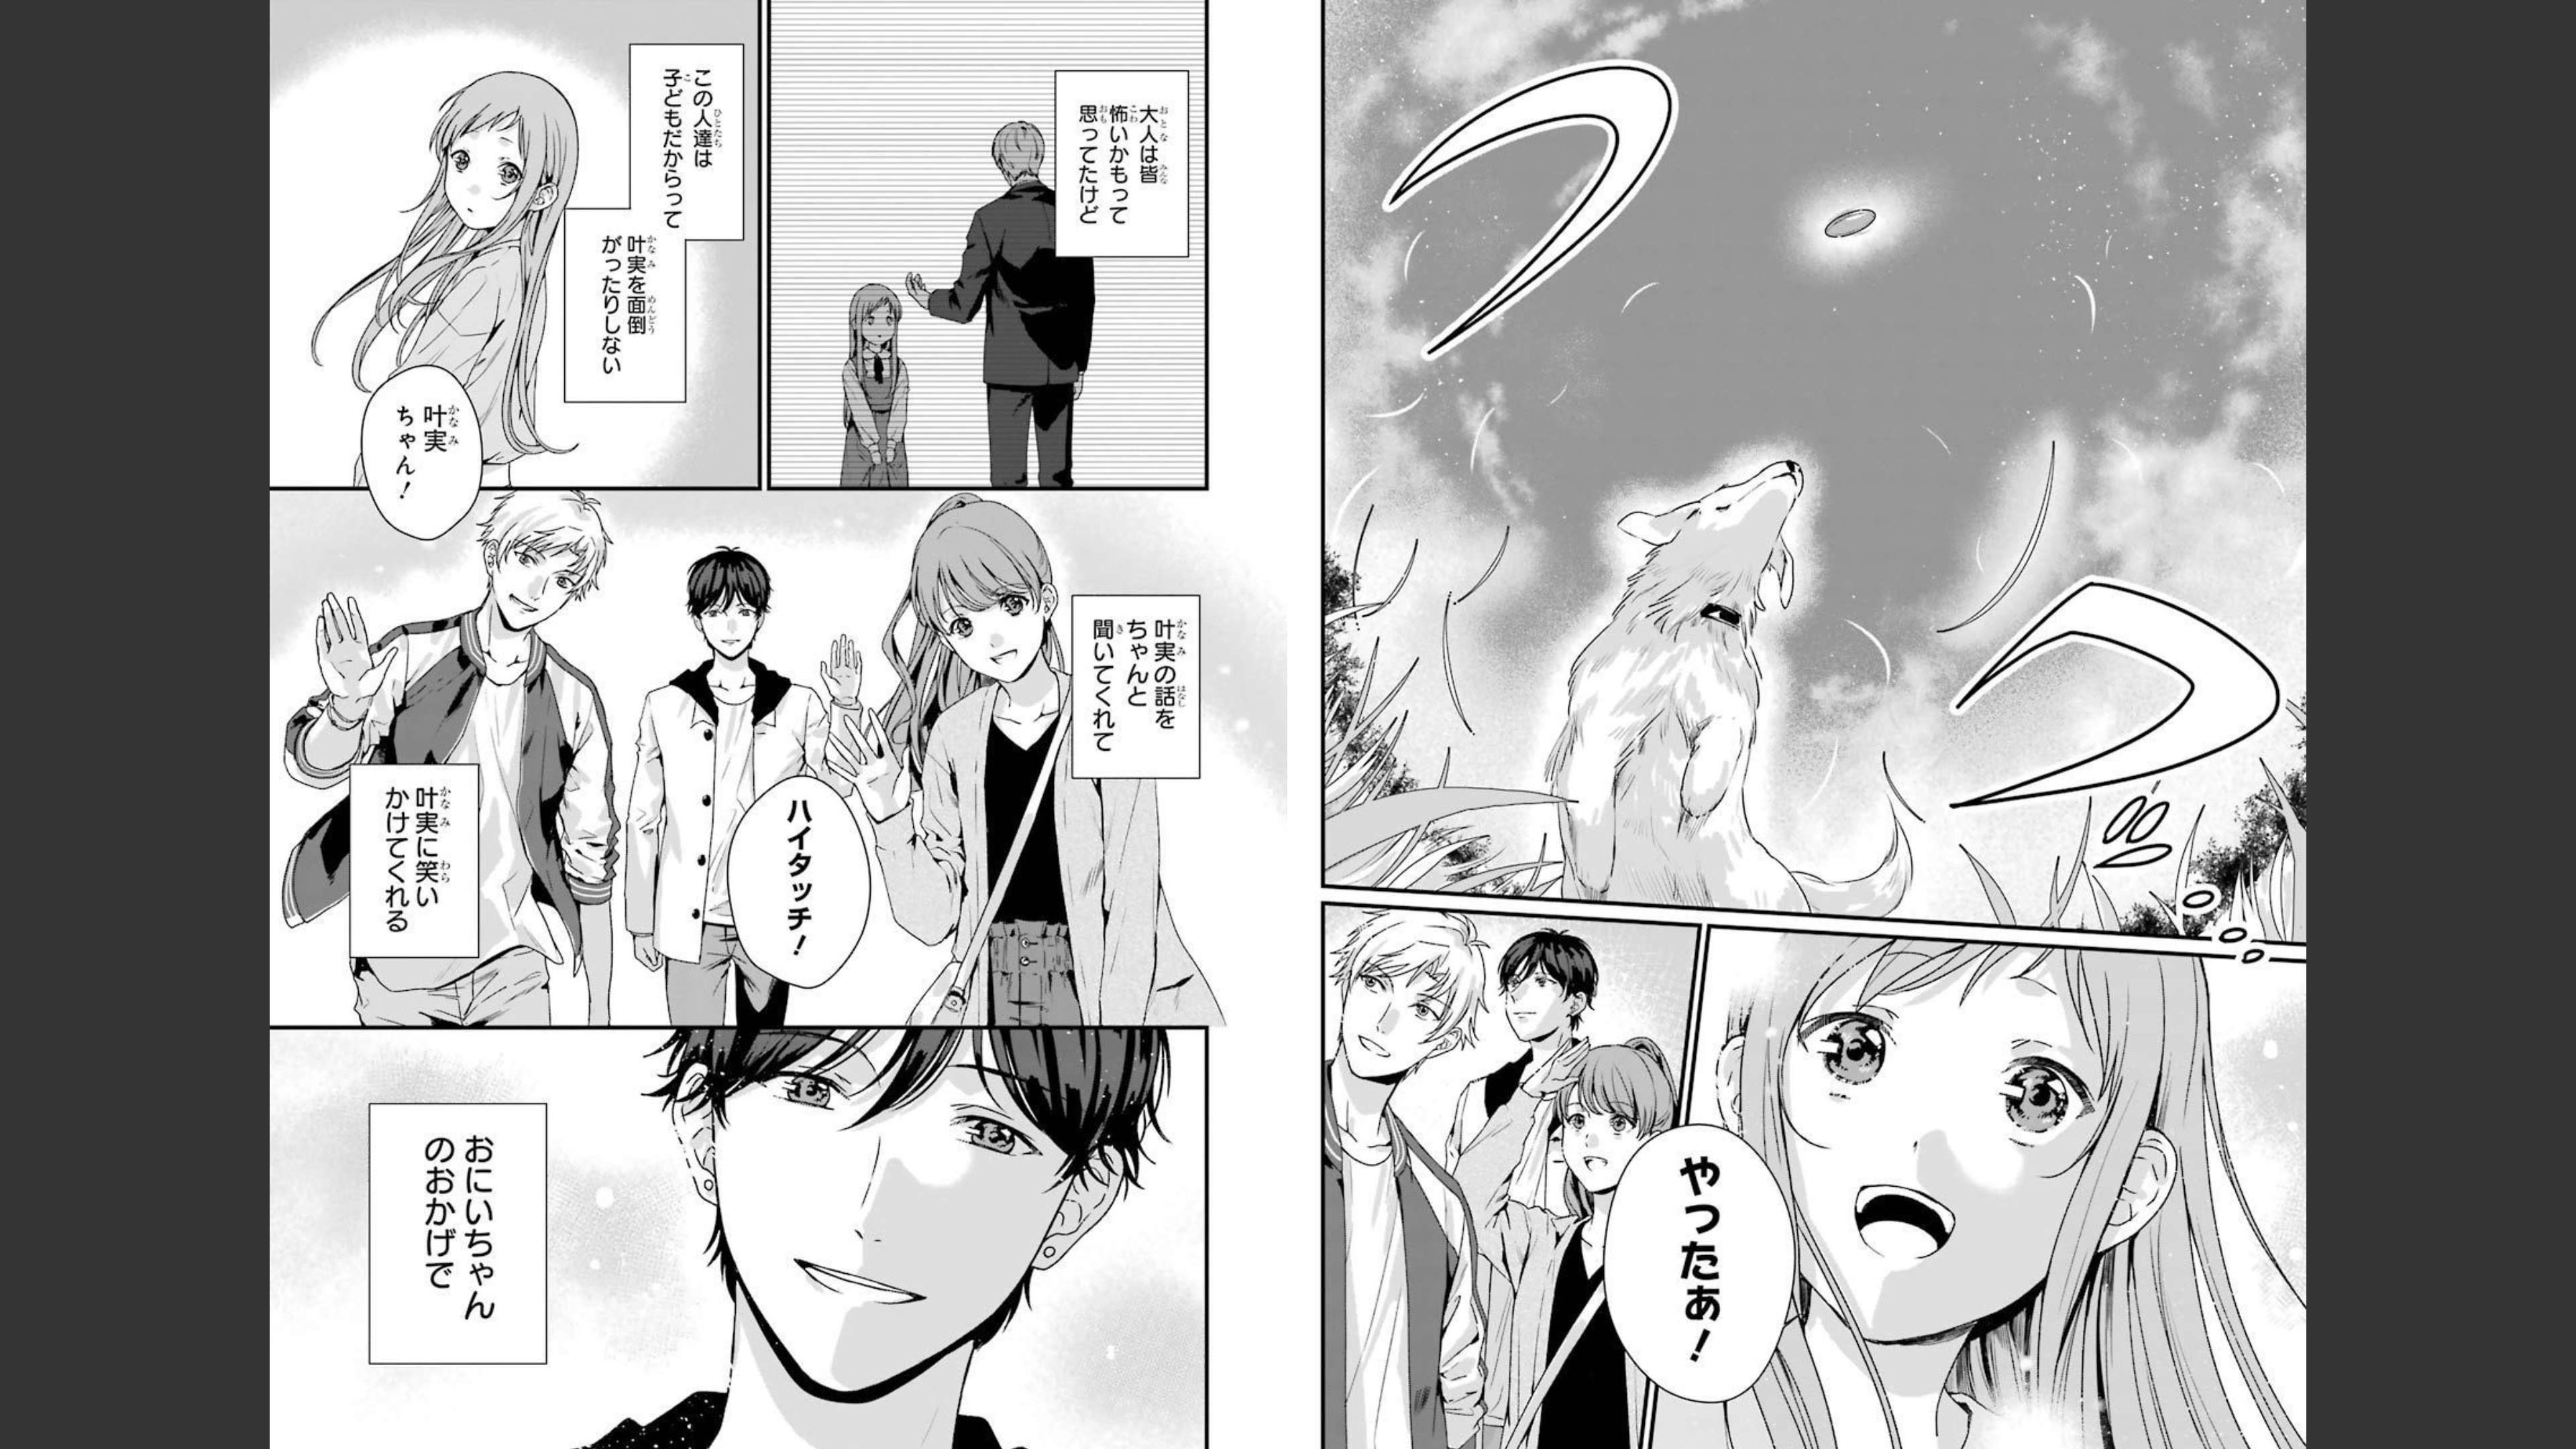 フワッ
やったあ！
大人は皆
怖いかもって
思ってたけど
この人達は
子どもだからって
叶実を面倒
がったりしない
叶実
ちゃん！
叶実の話を
ちゃんと
聞いてくれて
ハイタッチ！
叶実に笑い
かけてくれる
おにいちゃん
のおかげで